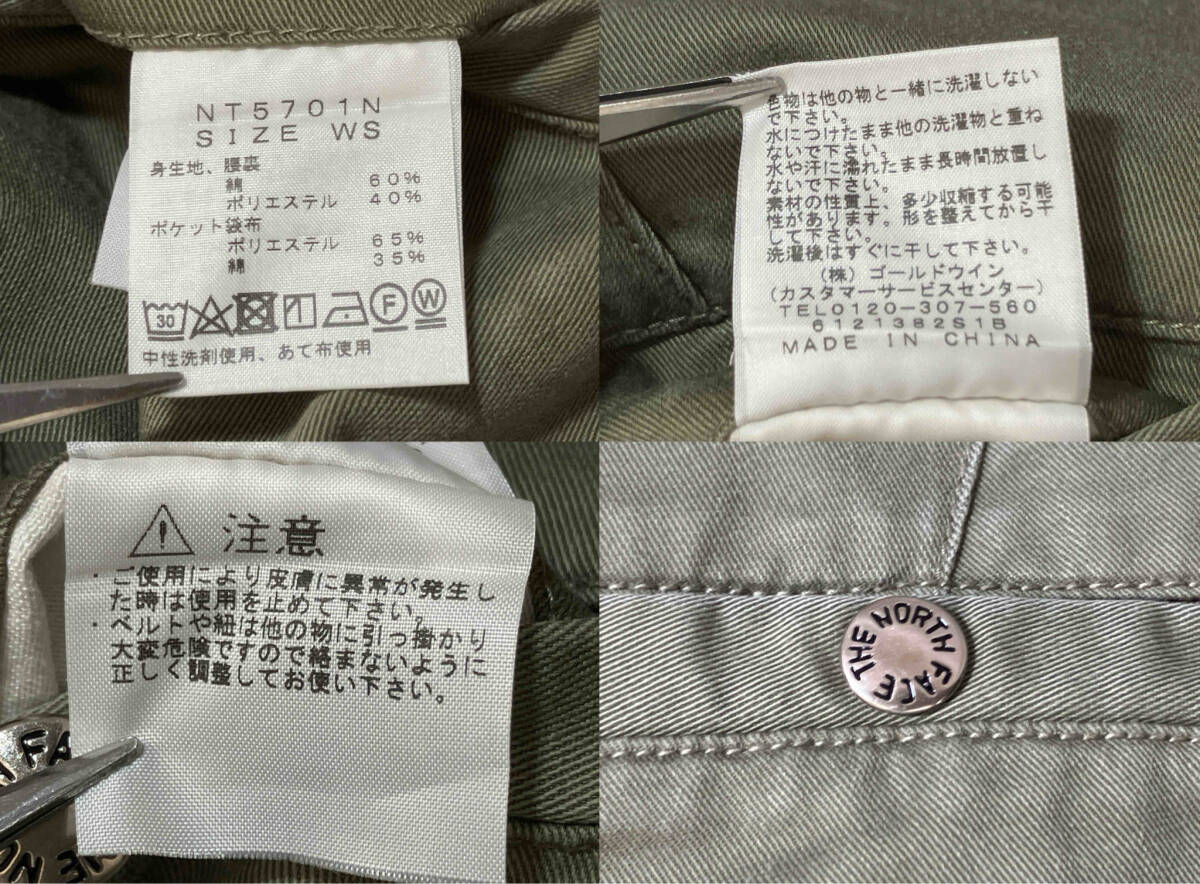 NT5701N
SIZE WS
身生地、腰裏
綿 60%
ポリエステル 40%
ポケット袋布
ポリエステル 65%
綿 35%
30 F W
中性洗剤使用、あて布使用
色物は他の物と一緒に洗濯しない
で下さい。
水につけたまま他の洗濯物と重ね
ないで下さい。
水や汗に濡れたまま長時間放置し
ないで下さい。
素材の性質上、多少収縮する可能
性があります。形を整えてから干
して下さい。
洗濯後はすぐに干して下さい。
(株)ゴールドウイン
(カスタマーサービスセンター)
TEL0120-307-560
6121382S1B
MADE IN CHINA
注意
・ご使用により皮膚に異常が発生し
た時は使用を止めて下さい。
・ベルトや紐は他の物に引っ掛かり
大変危険ですので絡まないように
正しく調整してお使い下さい。
THE NORTH FACE